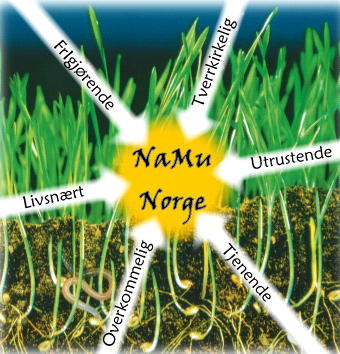 FrIgjørende
Tverrkirkelig
NaMu
Norge
Utrustende
Livsnært
Overkommelig
Tjenende